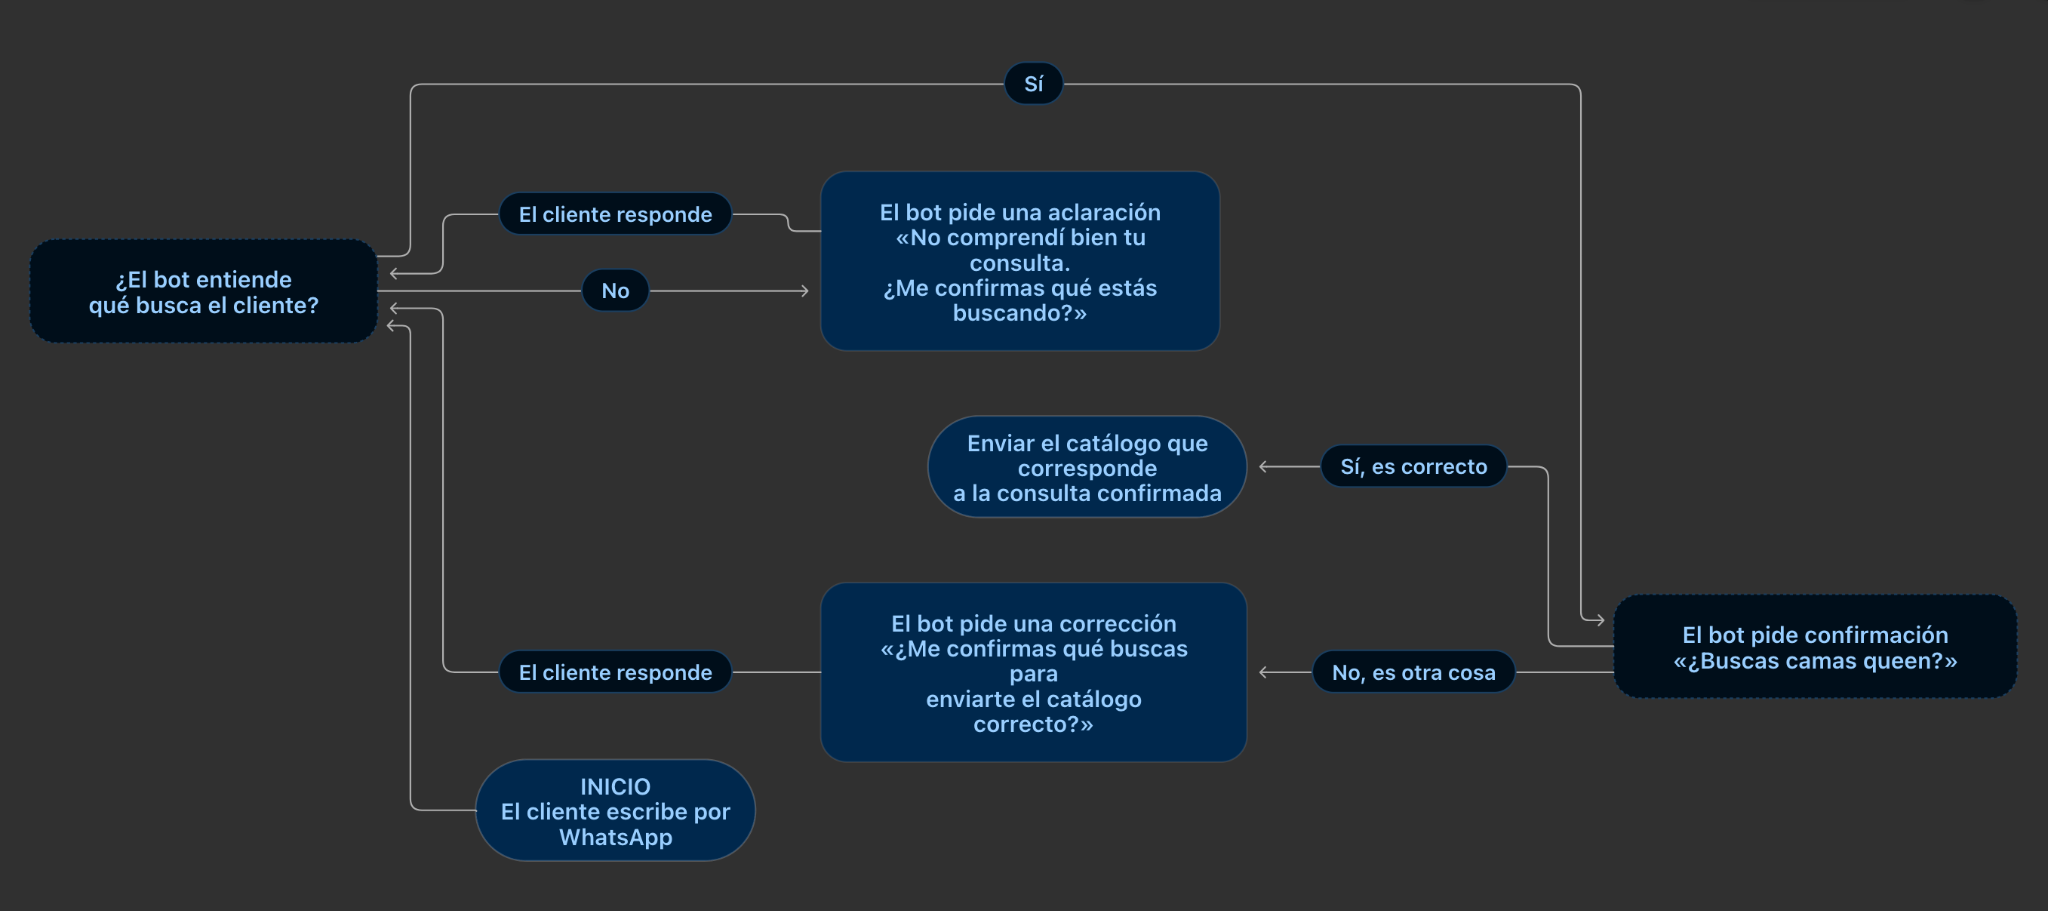 Sí
El cliente responde
El bot pide una aclaración
«No comprendí bien tu
consulta.
¿Me confirmas qué estás
buscando?»
¿El bot entiende
qué busca el cliente?
No
Enviar el catálogo que
corresponde
a la consulta confirmada
Sí, es correcto
El bot pide una corrección
«¿Me confirmas qué buscas
para
enviarte el catálogo
correcto?»
El bot pide confirmación
«¿Buscas camas queen?»
El cliente responde
No, es otra cosa
INICIO
El cliente escribe por
WhatsApp